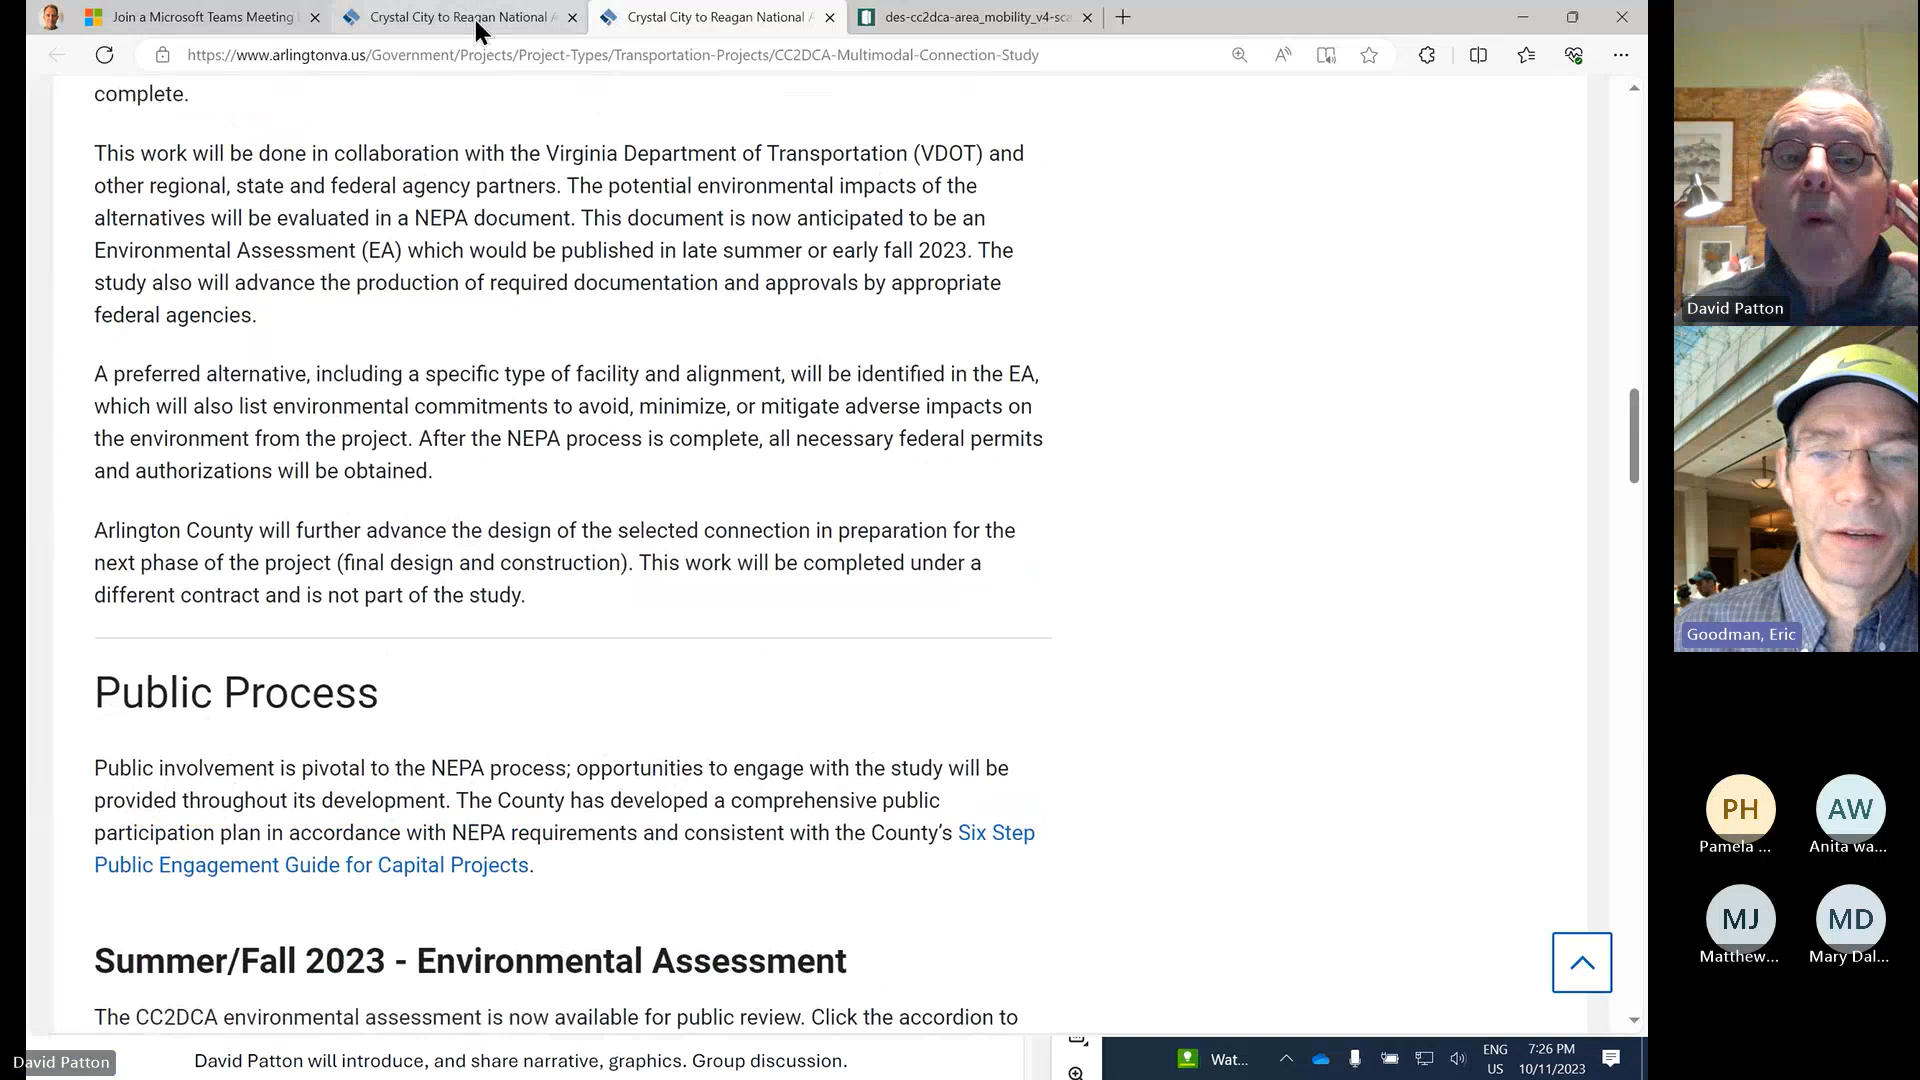 Join a Microsoft Teams Meeting
Crystal City to Reagan National
Crystal City to Reagan National
des-cc2dca-area_mobility_v4-sca
https://www.arlingtonva.us/Government/Projects/Project-Types/Transportation-Projects/CC2DCA-Multimodal-Connection-Study
complete.
This work will be done in collaboration with the Virginia Department of Transportation (VDOT) and
other regional, state and federal agency partners. The potential environmental impacts of the
alternatives will be evaluated in a NEPA document. This document is now anticipated to be an
Environmental Assessment (EA) which would be published in late summer or early fall 2023. The
study also will advance the production of required documentation and approvals by appropriate
federal agencies.
A preferred alternative, including a specific type of facility and alignment, will be identified in the EA,
which will also list environmental commitments to avoid, minimize, or mitigate adverse impacts on
the environment from the project. After the NEPA process is complete, all necessary federal permits
and authorizations will be obtained.
Arlington County will further advance the design of the selected connection in preparation for the
next phase of the project (final design and construction). This work will be completed under a
different contract and is not part of the study.
Public Process
Public involvement is pivotal to the NEPA process; opportunities to engage with the study will be
provided throughout its development. The County has developed a comprehensive public
participation plan in accordance with NEPA requirements and consistent with the County’s Six Step
Public Engagement Guide for Capital Projects.
Summer/Fall 2023 - Environmental Assessment
The CC2DCA environmental assessment is now available for public review. Click the accordion to
David Patton will introduce, and share narrative, graphics. Group discussion.
David Patton
Wat...
ENG
US
7:26 PM
10/11/2023
David Patton
Goodman, Eric
PH
Pamela ...
AW
Anita wa...
MJ
Matthew...
MD
Mary Dal...